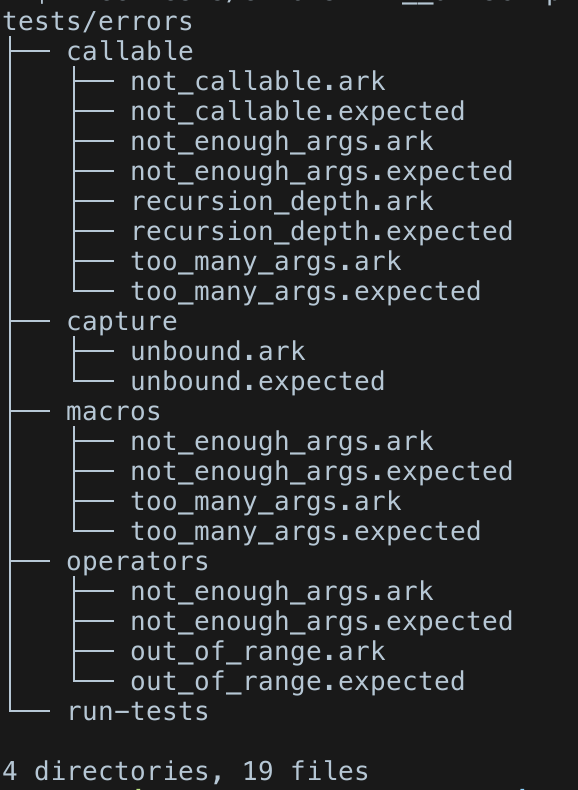 tests/errors
├── callable
│   ├── not_callable.ark
│   ├── not_callable.expected
│   ├── not_enough_args.ark
│   ├── not_enough_args.expected
│   ├── recursion_depth.ark
│   ├── recursion_depth.expected
│   ├── too_many_args.ark
│   └── too_many_args.expected
├── capture
│   ├── unbound.ark
│   └── unbound.expected
├── macros
│   ├── not_enough_args.ark
│   ├── not_enough_args.expected
│   ├── too_many_args.ark
│   └── too_many_args.expected
├── operators
│   ├── not_enough_args.ark
│   ├── not_enough_args.expected
│   ├── out_of_range.ark
│   └── out_of_range.expected
└── run-tests
4 directories, 19 files